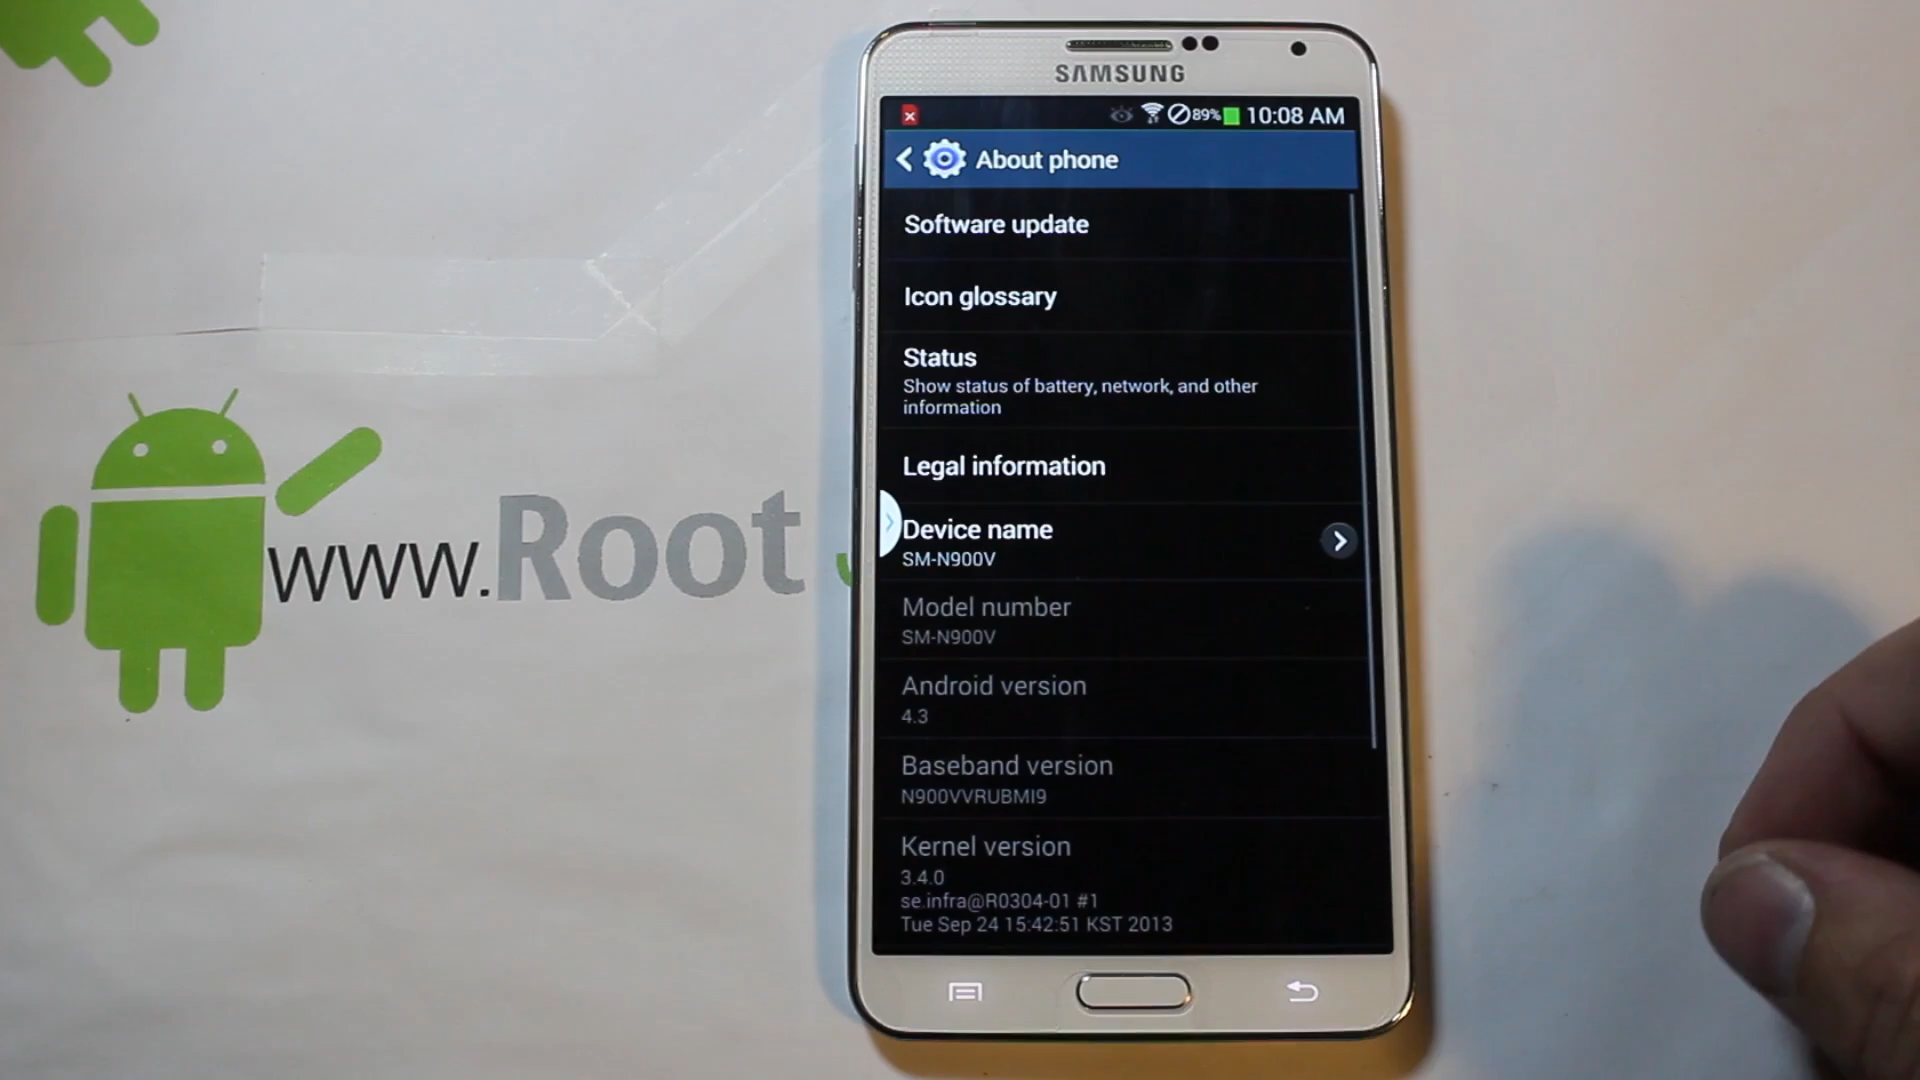 SAMSUNG
89% 10:08 AM
About phone
Software update
Icon glossary
Status
Show status of battery, network, and other
information
Legal information
Device name
SM-N900V
Model number
SM-N900V
Android version
4.3
Baseband version
N900VVRUBMI9
Kernel version
3.4.0
se.infra@R0304-01 #1
Tue Sep 24 15:42:51 KST 2013
www.Root